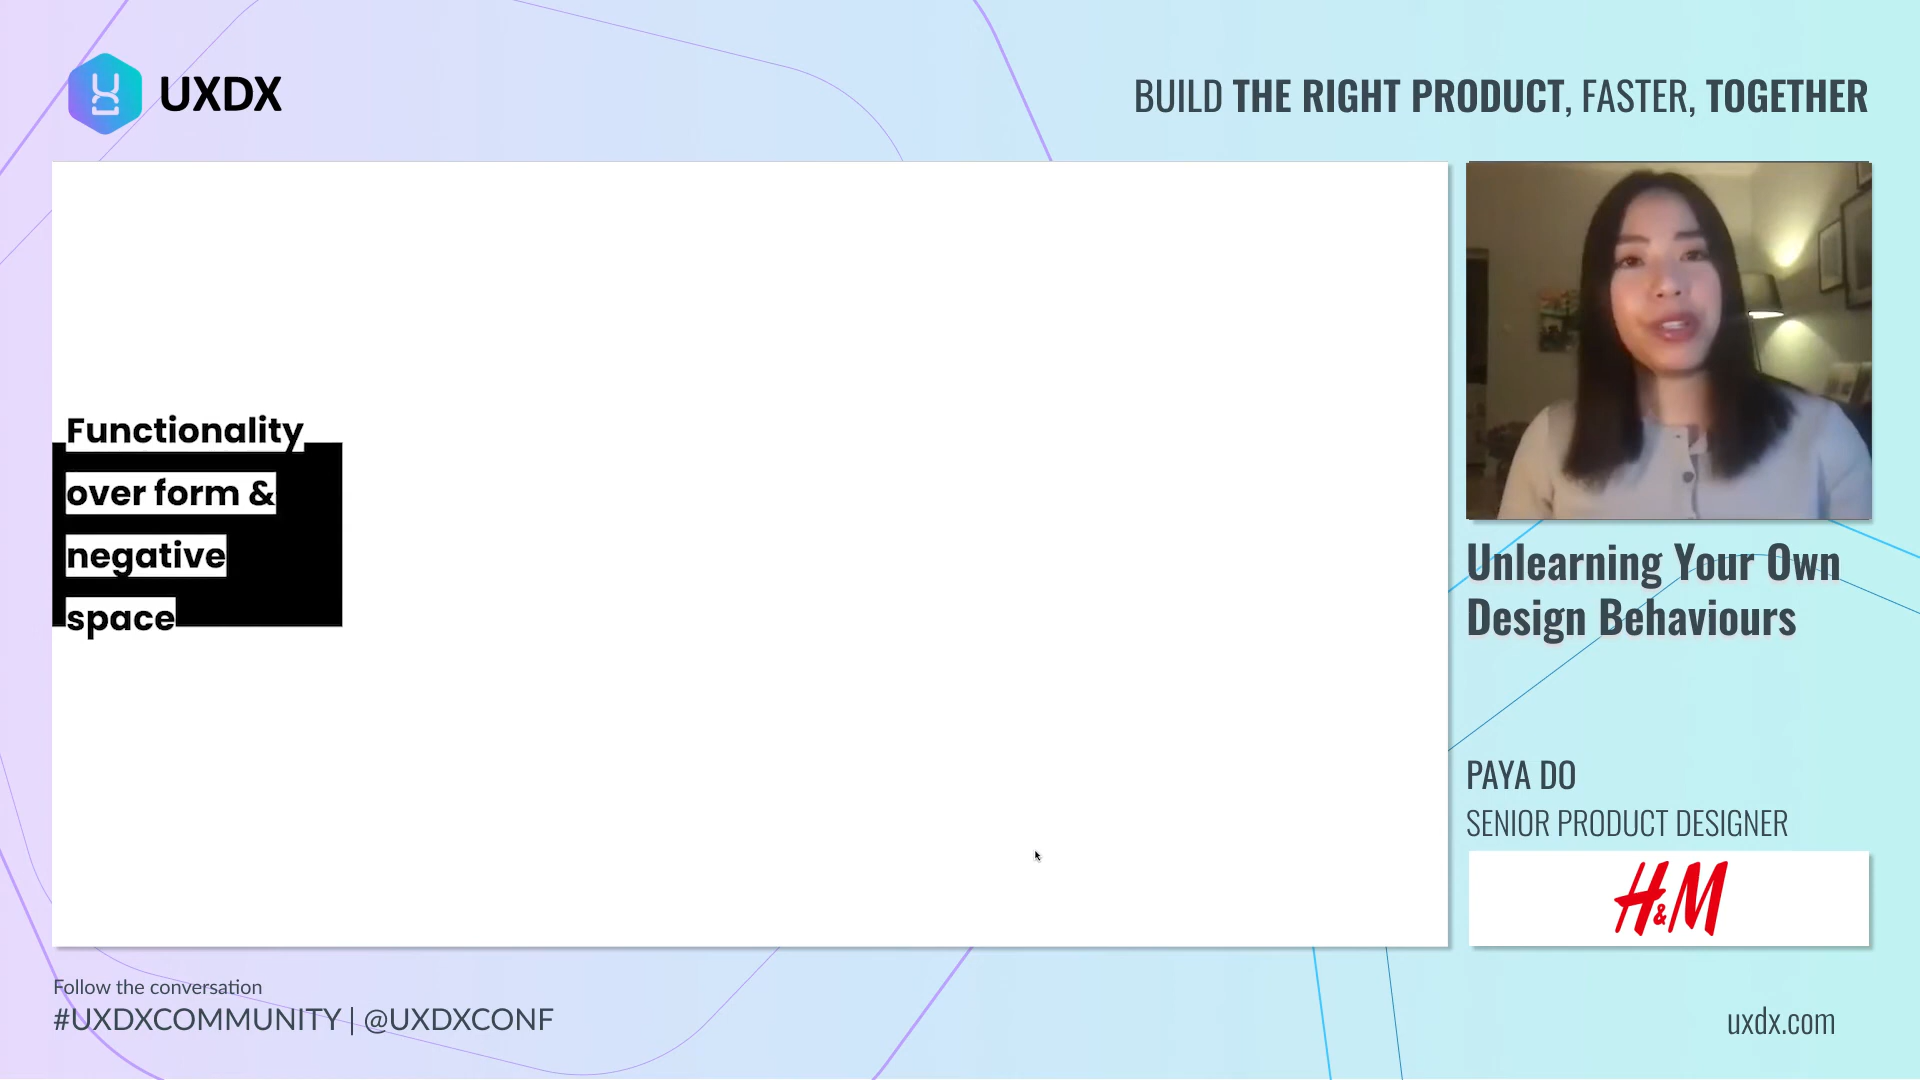 UXDX
BUILD THE RIGHT PRODUCT, FASTER, TOGETHER
Functionality
over form &
negative
space
Unlearning Your Own
Design Behaviours
PAYA DO
SENIOR PRODUCT DESIGNER
H&M
Follow the conversation
#UXDXCOMMUNITY | @UXDXCONF
uxdx.com